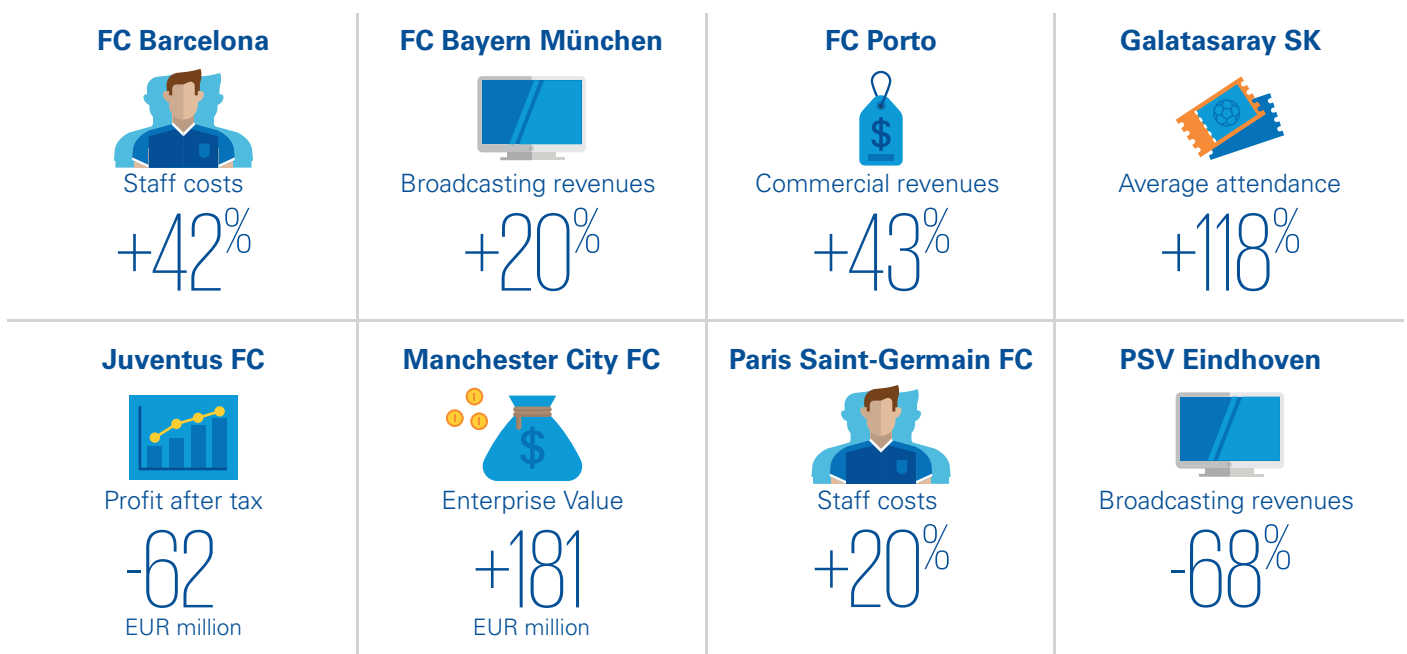 FC Barcelona
Staff costs
+42%
FC Bayern München
Broadcasting revenues
+20%
FC Porto
$
Commercial revenues
+43%
Galatasaray SK
Average attendance
+118%
Juventus FC
Profit after tax
-62
EUR million
Manchester City FC
$
Enterprise Value
+181
EUR million
Paris Saint-Germain FC
Staff costs
+20%
PSV Eindhoven
Broadcasting revenues
-68%